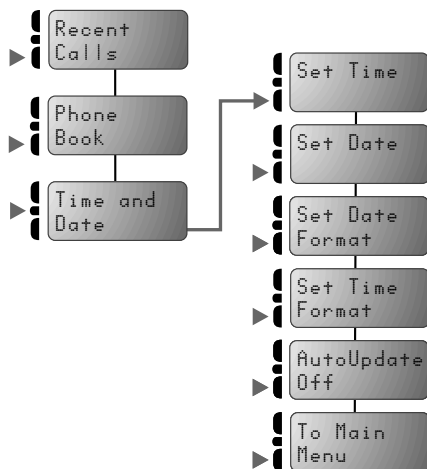 Recent
Calls
Phone
Book
Time and
Date
Set Time
Set Date
Set Date
Format
Set Time
Format
AutoUpdate
Off
To Main
Menu